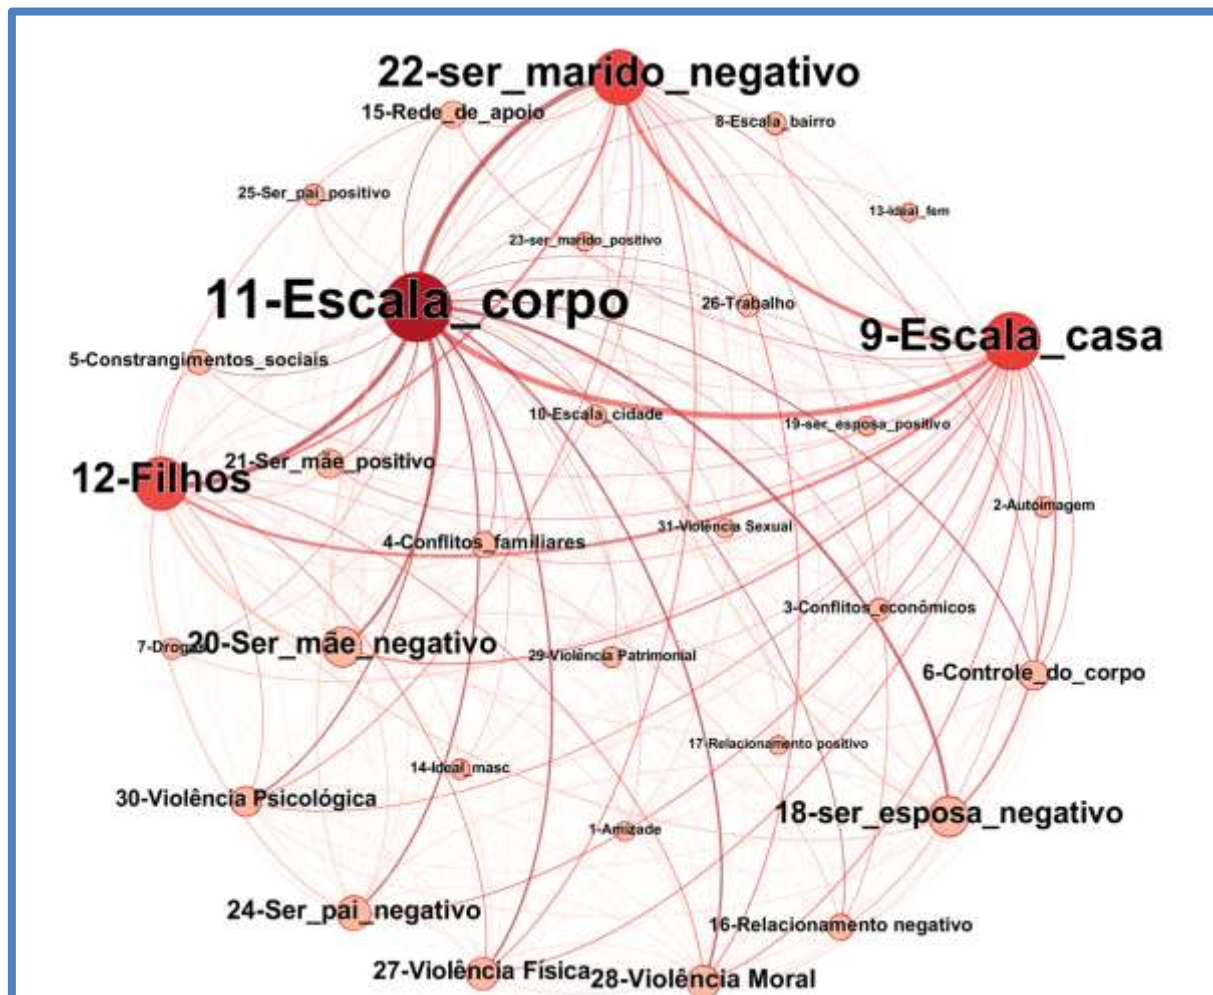 22-ser_marido_negativo
15-Rede_de_apoio
8-Escala_bairro
25-Ser_pai_positivo
13-Ideal_fem
23-ser_marido_positivo
11-Escala_corpo
26-Trabalho
9-Escala_casa
5-Constrangimentos_sociais
10-Escala_cidade
19-ser_esposa_positivo
21-Ser_mãe_positivo
12-Filhos
2-Autoimagem
31-Violência Sexual
4-Conflitos_familiares
3-Conflitos_econômicos
7-Drogas
20-Ser_mãe_negativo
29-Violência Patrimonial
6-Controle_do_corpo
17-Relacionamento positivo
14-Ideal_masc
30-Violência Psicológica
18-ser_esposa_negativo
1-Amizade
24-Ser_pai_negativo
16-Relacionamento negativo
27-Violência Física
28-Violência Moral